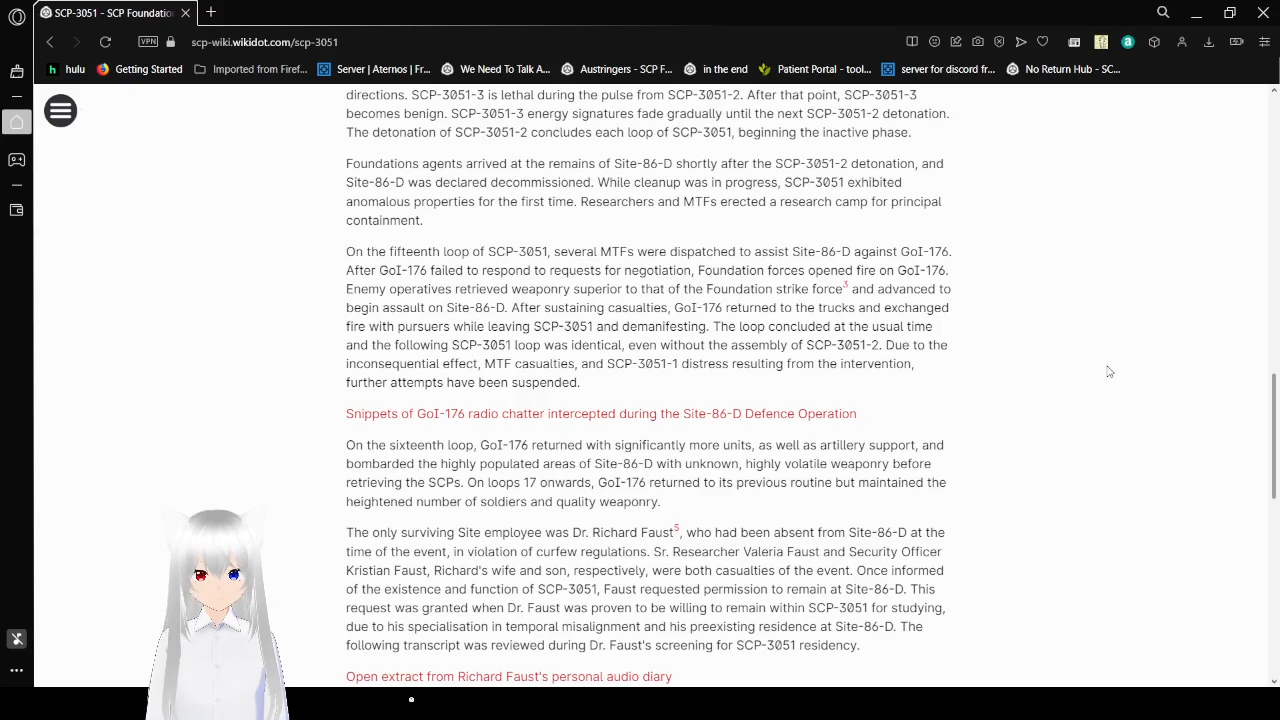 SCP-3051 - SCP Foundatio
scp-wiki.wikidot.com/scp-3051
VPN
hulu
Getting Started
Imported from Firef...
Server | Aternos | Fr...
We Need To Talk A...
Austringers - SCP F...
in the end
Patient Portal - tool...
server for discord fr...
No Return Hub - SC...
directions. SCP-3051-3 is lethal during the pulse from SCP-3051-2. After that point, SCP-3051-3
becomes benign. SCP-3051-3 energy signatures fade gradually until the next SCP-3051-2 detonation.
The detonation of SCP-3051-2 concludes each loop of SCP-3051, beginning the inactive phase.
Foundations agents arrived at the remains of Site-86-D shortly after the SCP-3051-2 detonation, and
Site-86-D was declared decommissioned. While cleanup was in progress, SCP-3051 exhibited
anomalous properties for the first time. Researchers and MTFs erected a research camp for principal
containment.
On the fifteenth loop of SCP-3051, several MTFs were dispatched to assist Site-86-D against GoI-176.
After GoI-176 failed to respond to requests for negotiation, Foundation forces opened fire on GoI-176.
Enemy operatives retrieved weaponry superior to that of the Foundation strike force3 and advanced to
begin assault on Site-86-D. After sustaining casualties, GoI-176 returned to the trucks and exchanged
fire with pursuers while leaving SCP-3051 and demanifesting. The loop concluded at the usual time
and the following SCP-3051 loop was identical, even without the assembly of SCP-3051-2. Due to the
inconsequential effect, MTF casualties, and SCP-3051-1 distress resulting from the intervention,
further attempts have been suspended.
Snippets of GoI-176 radio chatter intercepted during the Site-86-D Defence Operation
On the sixteenth loop, GoI-176 returned with significantly more units, as well as artillery support, and
bombarded the highly populated areas of Site-86-D with unknown, highly volatile weaponry before
retrieving the SCPs. On loops 17 onwards, GoI-176 returned to its previous routine but maintained the
heightened number of soldiers and quality weaponry.
The only surviving Site employee was Dr. Richard Faust5, who had been absent from Site-86-D at the
time of the event, in violation of curfew regulations. Sr. Researcher Valeria Faust and Security Officer
Kristian Faust, Richard's wife and son, respectively, were both casualties of the event. Once informed
of the existence and function of SCP-3051, Faust requested permission to remain at Site-86-D. This
request was granted when Dr. Faust was proven to be willing to remain within SCP-3051 for studying,
due to his specialisation in temporal misalignment and his preexisting residence at Site-86-D. The
following transcript was reviewed during Dr. Faust's screening for SCP-3051 residency.
Open extract from Richard Faust's personal audio diary